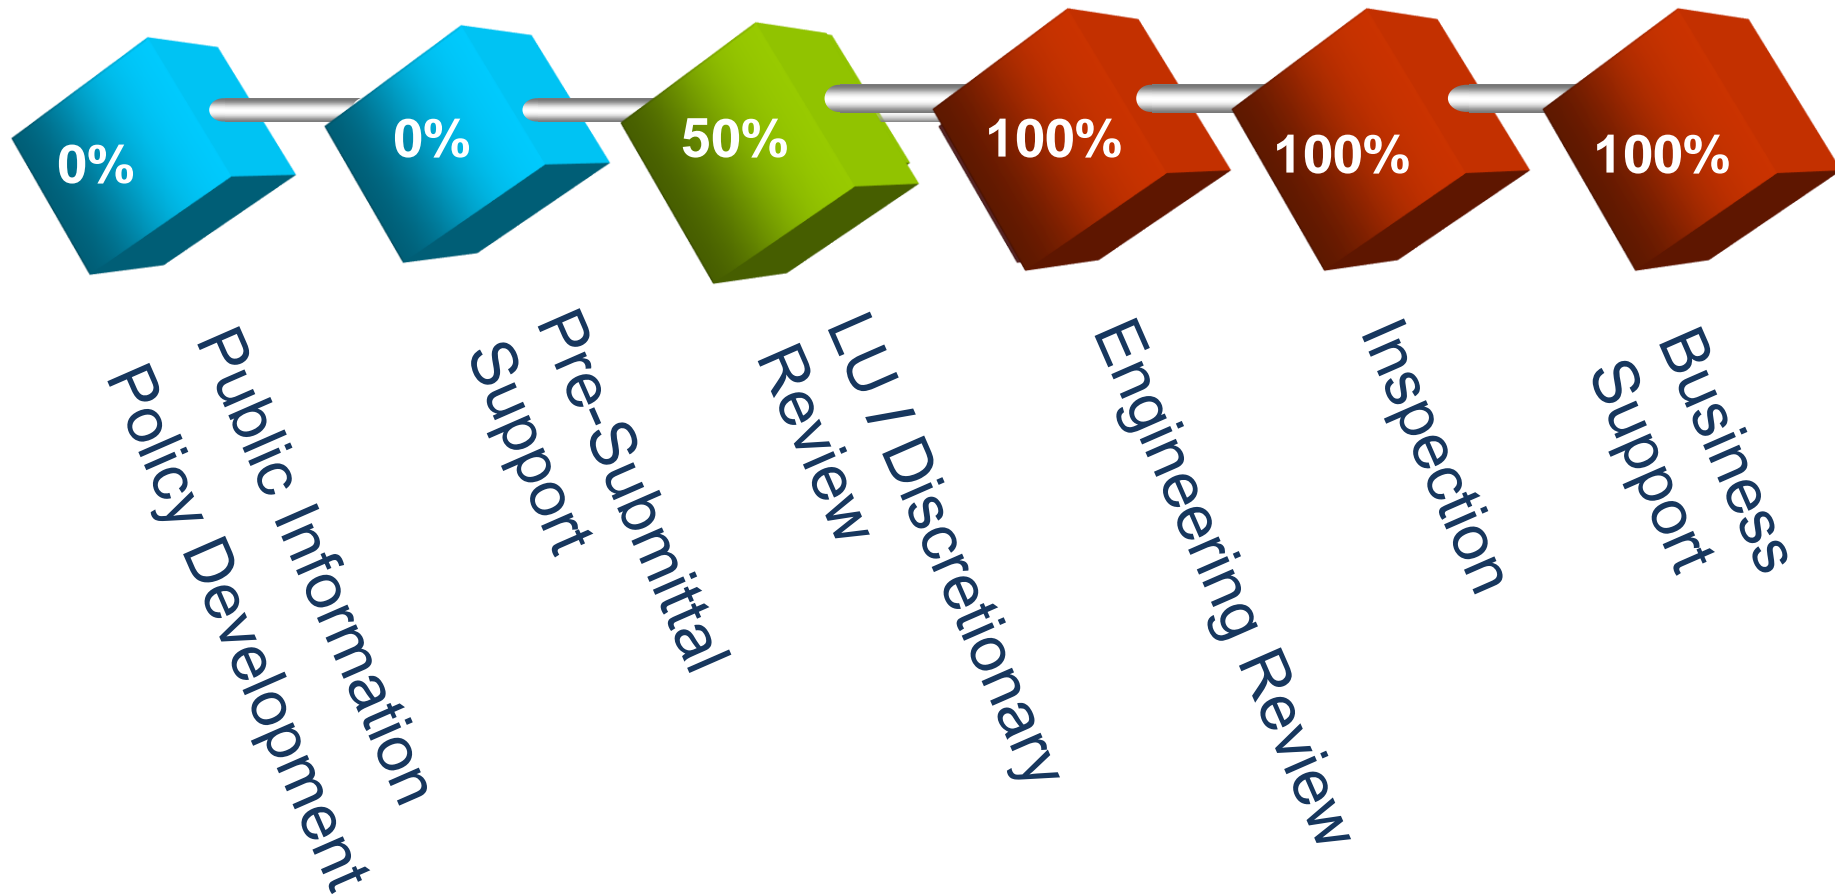 0%
0%
50%
100%
100%
100%
Public Information
Policy Development
Pre-Submittal
Support
LU / Discretionary
Review
Engineering Review
Inspection
Business
Support